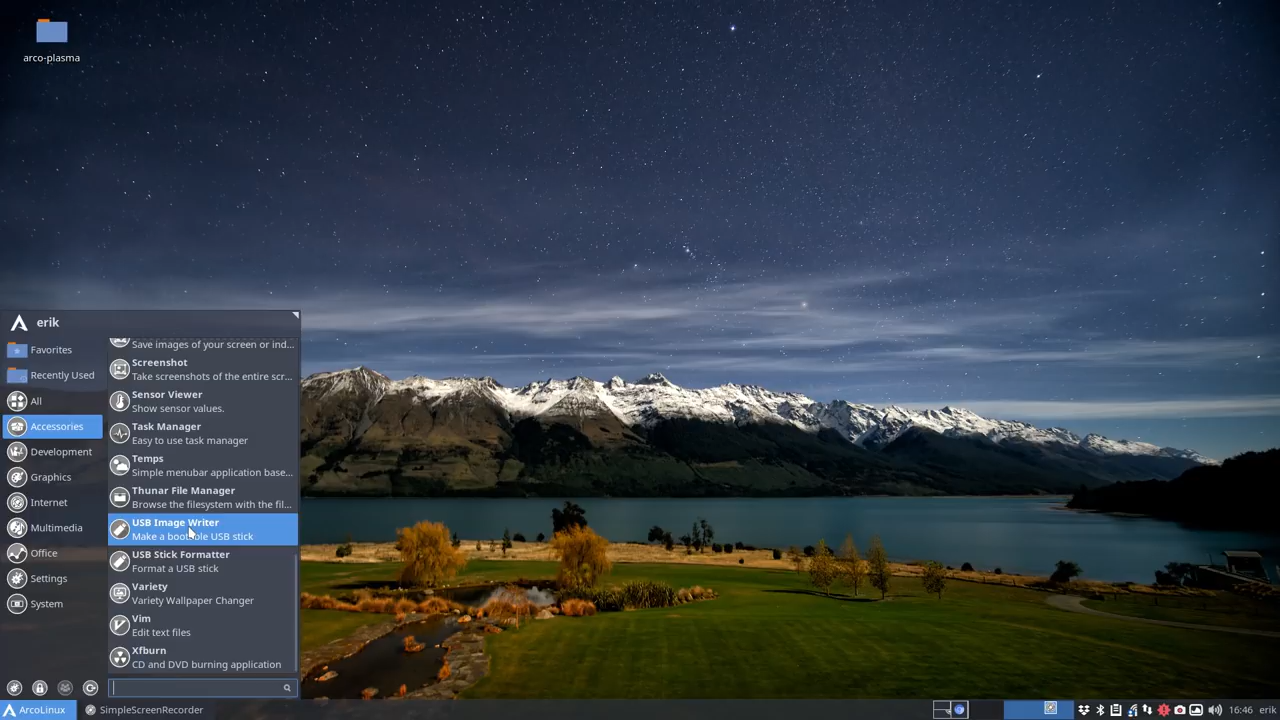 arco-plasma
erik
Favorites
Recently Used
All
Accessories
Development
Graphics
Internet
Multimedia
Office
Settings
System
Save images of your screen or ind...
Screenshot
Take screenshots of the entire scr...
Sensor Viewer
Show sensor values.
Task Manager
Easy to use task manager
Temps
Simple menubar application base...
Thunar File Manager
Browse the filesystem with the fil...
USB Image Writer
Make a bootable USB stick
USB Stick Formatter
Format a USB stick
Variety
Variety Wallpaper Changer
Vim
Edit text files
Xfburn
CD and DVD burning application
ArcoLinux
SimpleScreenRecorder
16:46
erik